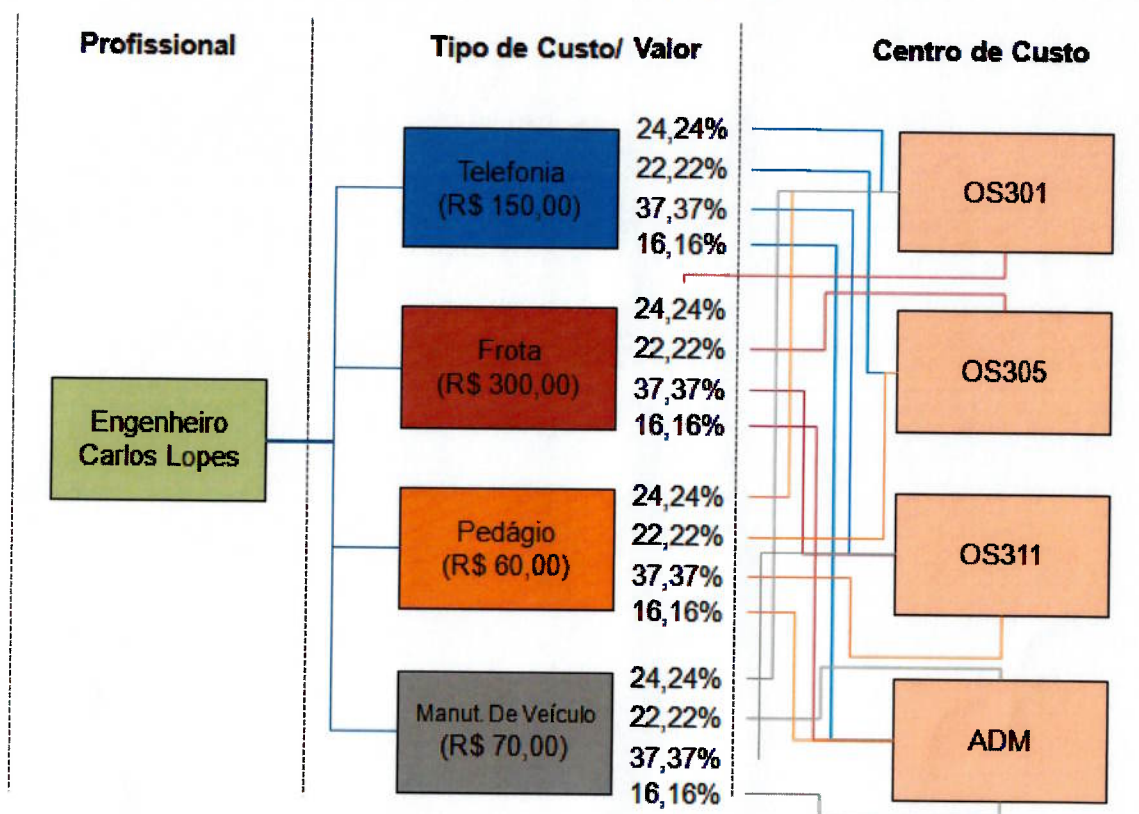 Profissional
Tipo de Custo/ Valor
Centro de Custo
Engenheiro
Carlos Lopes
Telefonia
(R$ 150,00)
24,24%
22,22%
37,37%
16,16%
Frota
(R$ 300,00)
24,24%
22,22%
37,37%
16,16%
Pedágio
(R$ 60,00)
24,24%
22,22%
37,37%
16,16%
Manut. De Veículo
(R$ 70,00)
24,24%
22,22%
37,37%
16,16%
OS301
OS305
OS311
ADM